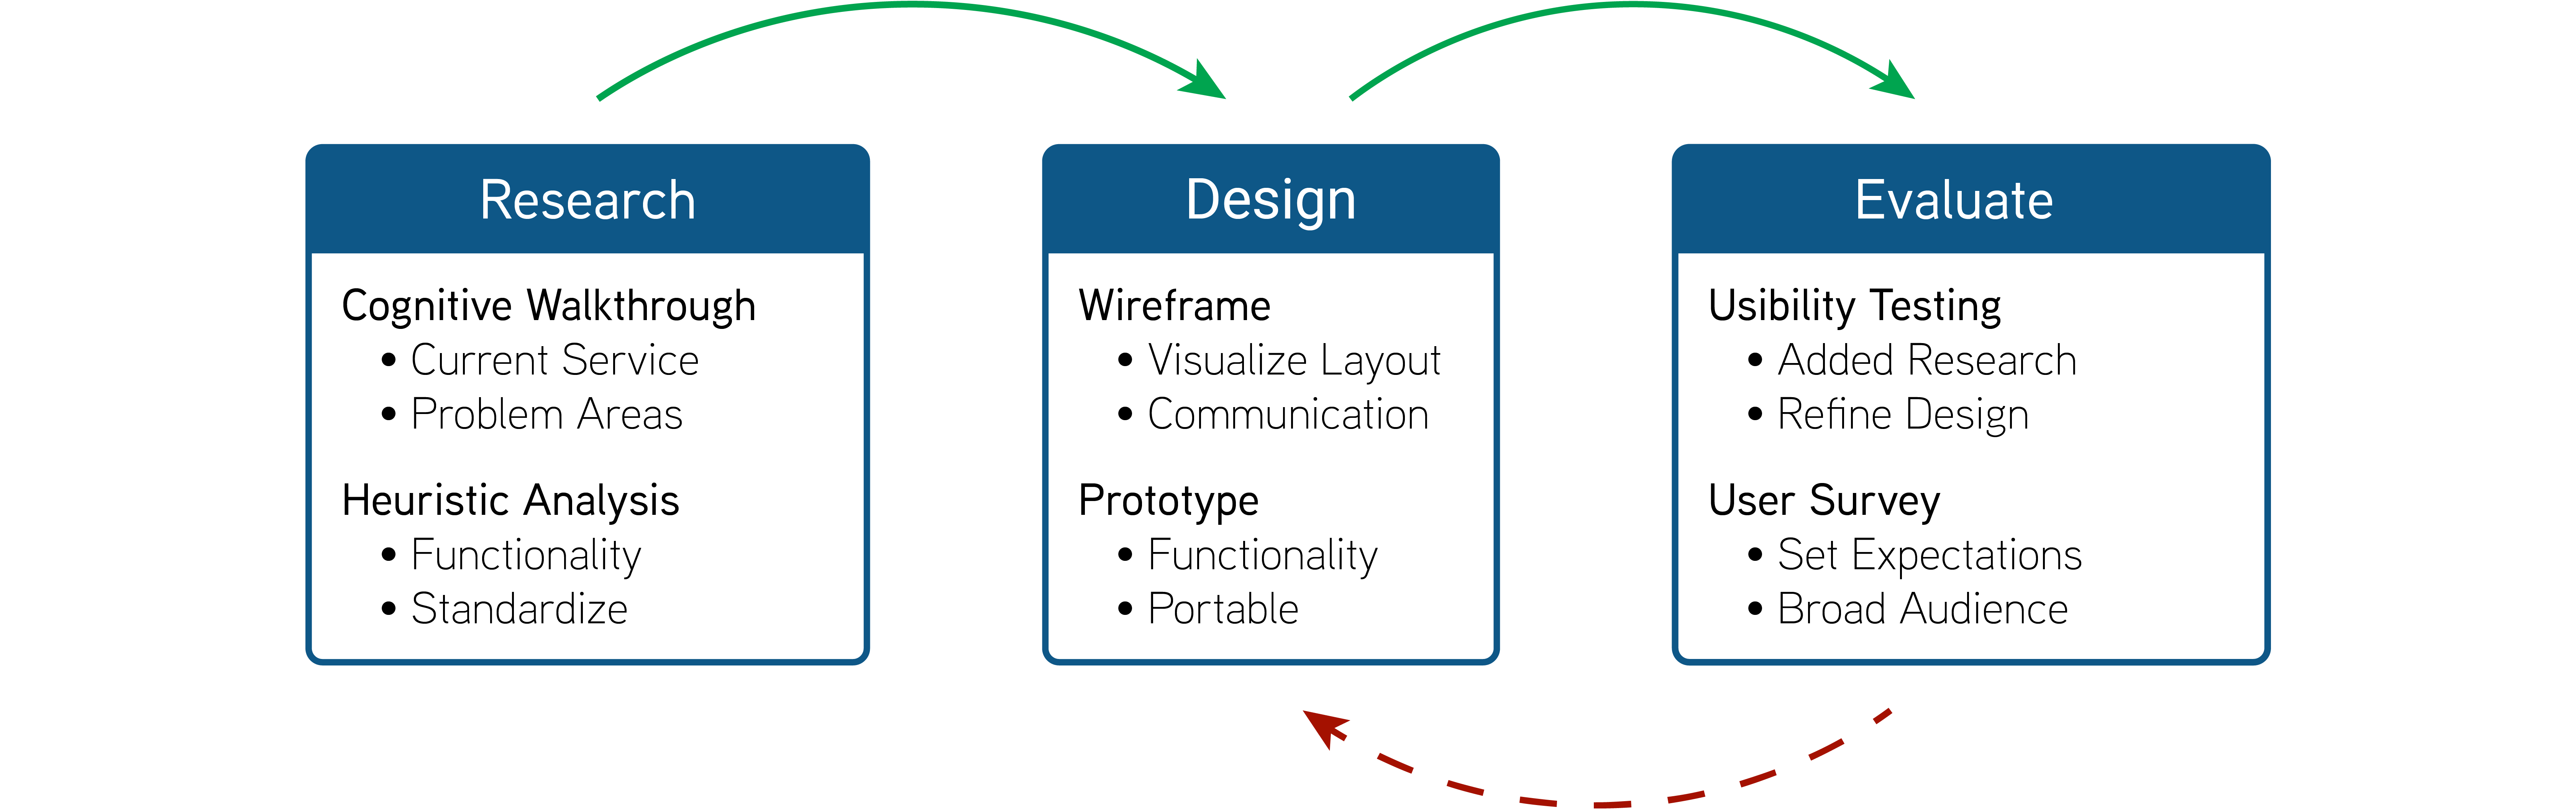 Research
Cognitive Walkthrough
• Current Service
• Problem Areas
Heuristic Analysis
• Functionality
• Standardize
Design
Wireframe
• Visualize Layout
• Communication
Prototype
• Functionality
• Portable
Evaluate
Usibility Testing
• Added Research
• Refine Design
User Survey
• Set Expectations
• Broad Audience